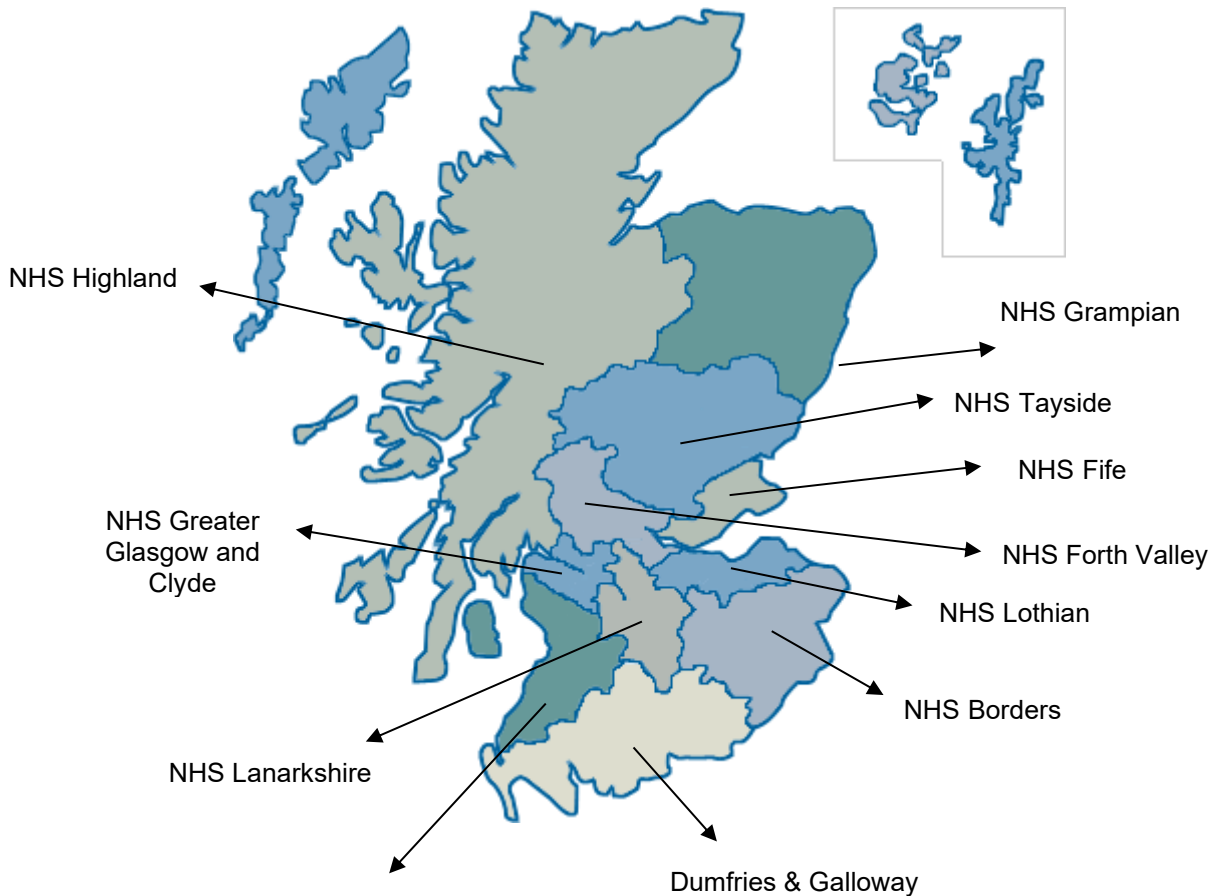 NHS Highland
NHS Grampian
NHS Tayside
NHS Fife
NHS Greater
Glasgow and
Clyde
NHS Forth Valley
NHS Lothian
NHS Borders
NHS Lanarkshire
Dumfries & Galloway